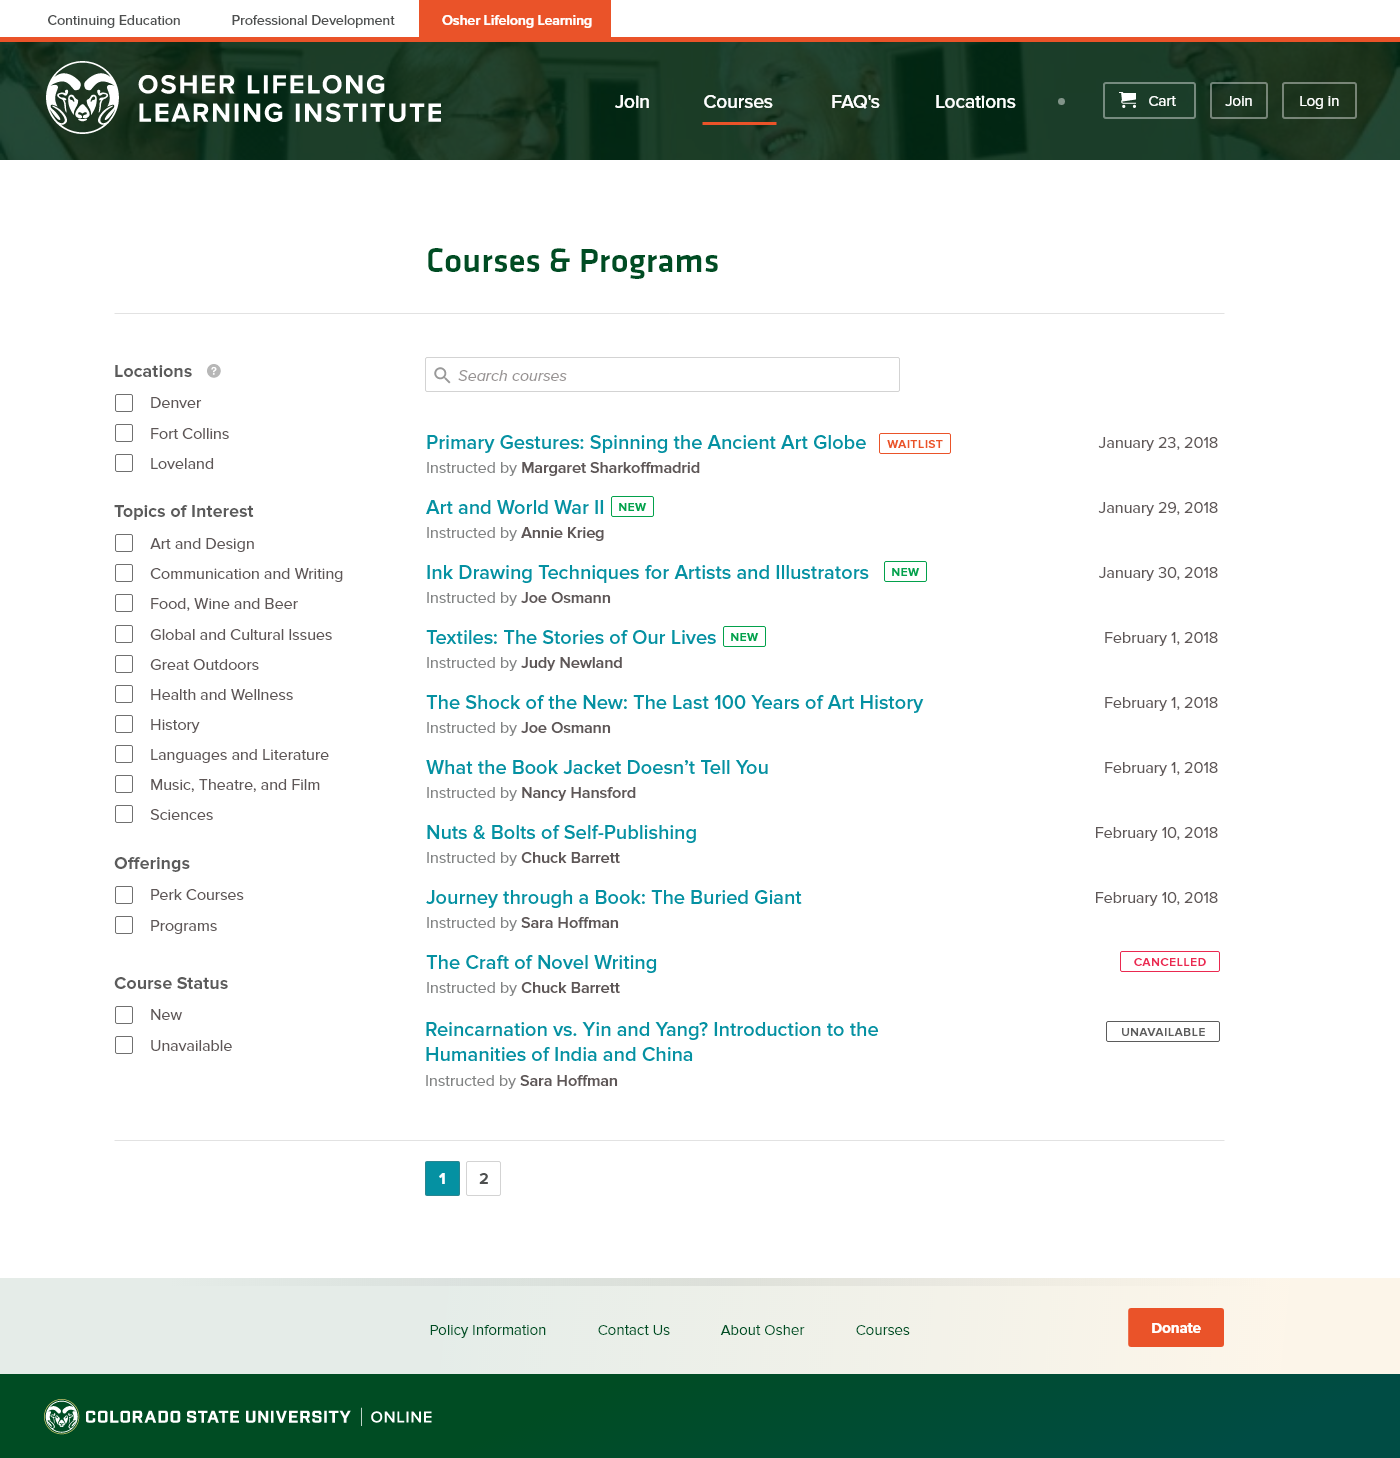 Continuing Education
Professional Development
Osher Lifelong Learning
OSHER LIFELONG
LEARNING INSTITUTE
Join
Courses
FAQ's
Locations
Cart
Join
Log in
Courses & Programs
Locations ?
Denver
Fort Collins
Loveland
Topics of Interest
Art and Design
Communication and Writing
Food, Wine and Beer
Global and Cultural Issues
Great Outdoors
Health and Wellness
History
Languages and Literature
Music, Theatre, and Film
Sciences
Offerings
Perk Courses
Programs
Course Status
New
Unavailable
Search courses
Primary Gestures: Spinning the Ancient Art Globe WAITLIST January 23, 2018
Instructed by Margaret Sharkoffmadrid
Art and World War II NEW January 29, 2018
Instructed by Annie Krieg
Ink Drawing Techniques for Artists and Illustrators NEW January 30, 2018
Instructed by Joe Osmann
Textiles: The Stories of Our Lives NEW February 1, 2018
Instructed by Judy Newland
The Shock of the New: The Last 100 Years of Art History February 1, 2018
Instructed by Joe Osmann
What the Book Jacket Doesn’t Tell You February 1, 2018
Instructed by Nancy Hansford
Nuts & Bolts of Self-Publishing February 10, 2018
Instructed by Chuck Barrett
Journey through a Book: The Buried Giant February 10, 2018
Instructed by Sara Hoffman
The Craft of Novel Writing CANCELLED
Instructed by Chuck Barrett
Reincarnation vs. Yin and Yang? Introduction to the UNAVAILABLE
Humanities of India and China
Instructed by Sara Hoffman
1 2
Policy Information
Contact Us
About Osher
Courses
Donate
COLORADO STATE UNIVERSITY | ONLINE